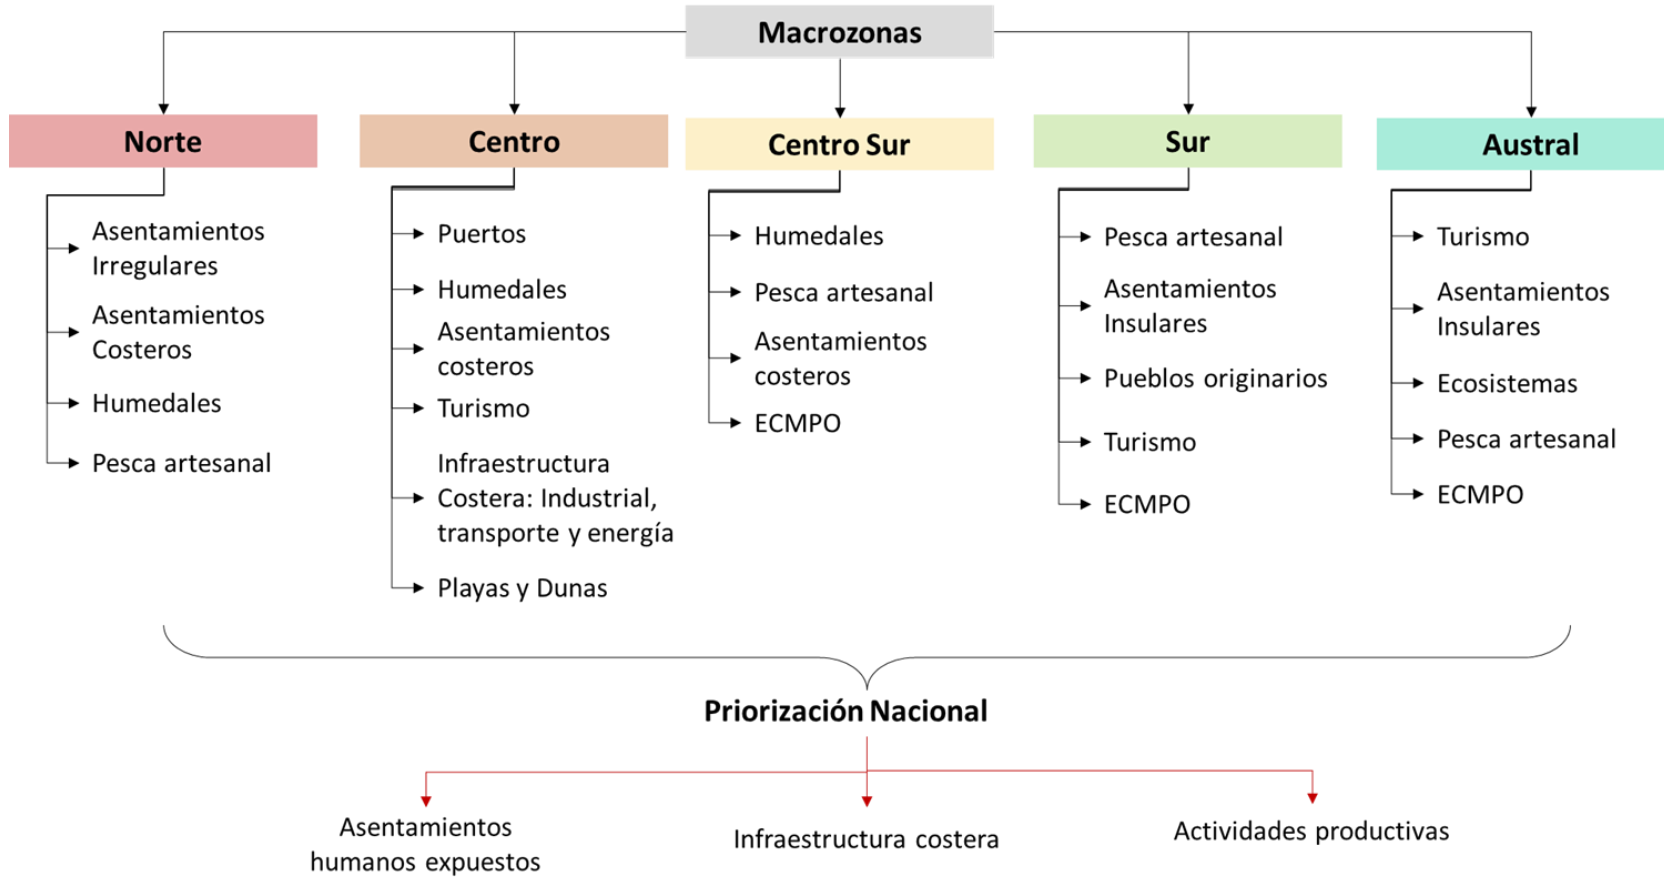 Macrozonas
Norte
Asentamientos
Irregulares
Asentamientos
Costeros
Humedales
Pesca artesanal
Centro
Puertos
Humedales
Asentamientos
costeros
Turismo
Infraestructura
Costera: Industrial,
transporte y energía
Playas y Dunas
Centro Sur
Humedales
Pesca artesanal
Asentamientos
costeros
ECMPO
Sur
Pesca artesanal
Asentamientos
Insulares
Pueblos originarios
Turismo
ECMPO
Austral
Turismo
Asentamientos
Insulares
Ecosistemas
Pesca artesanal
ECMPO
Priorización Nacional
Asentamientos
humanos expuestos
Infraestructura costera
Actividades productivas